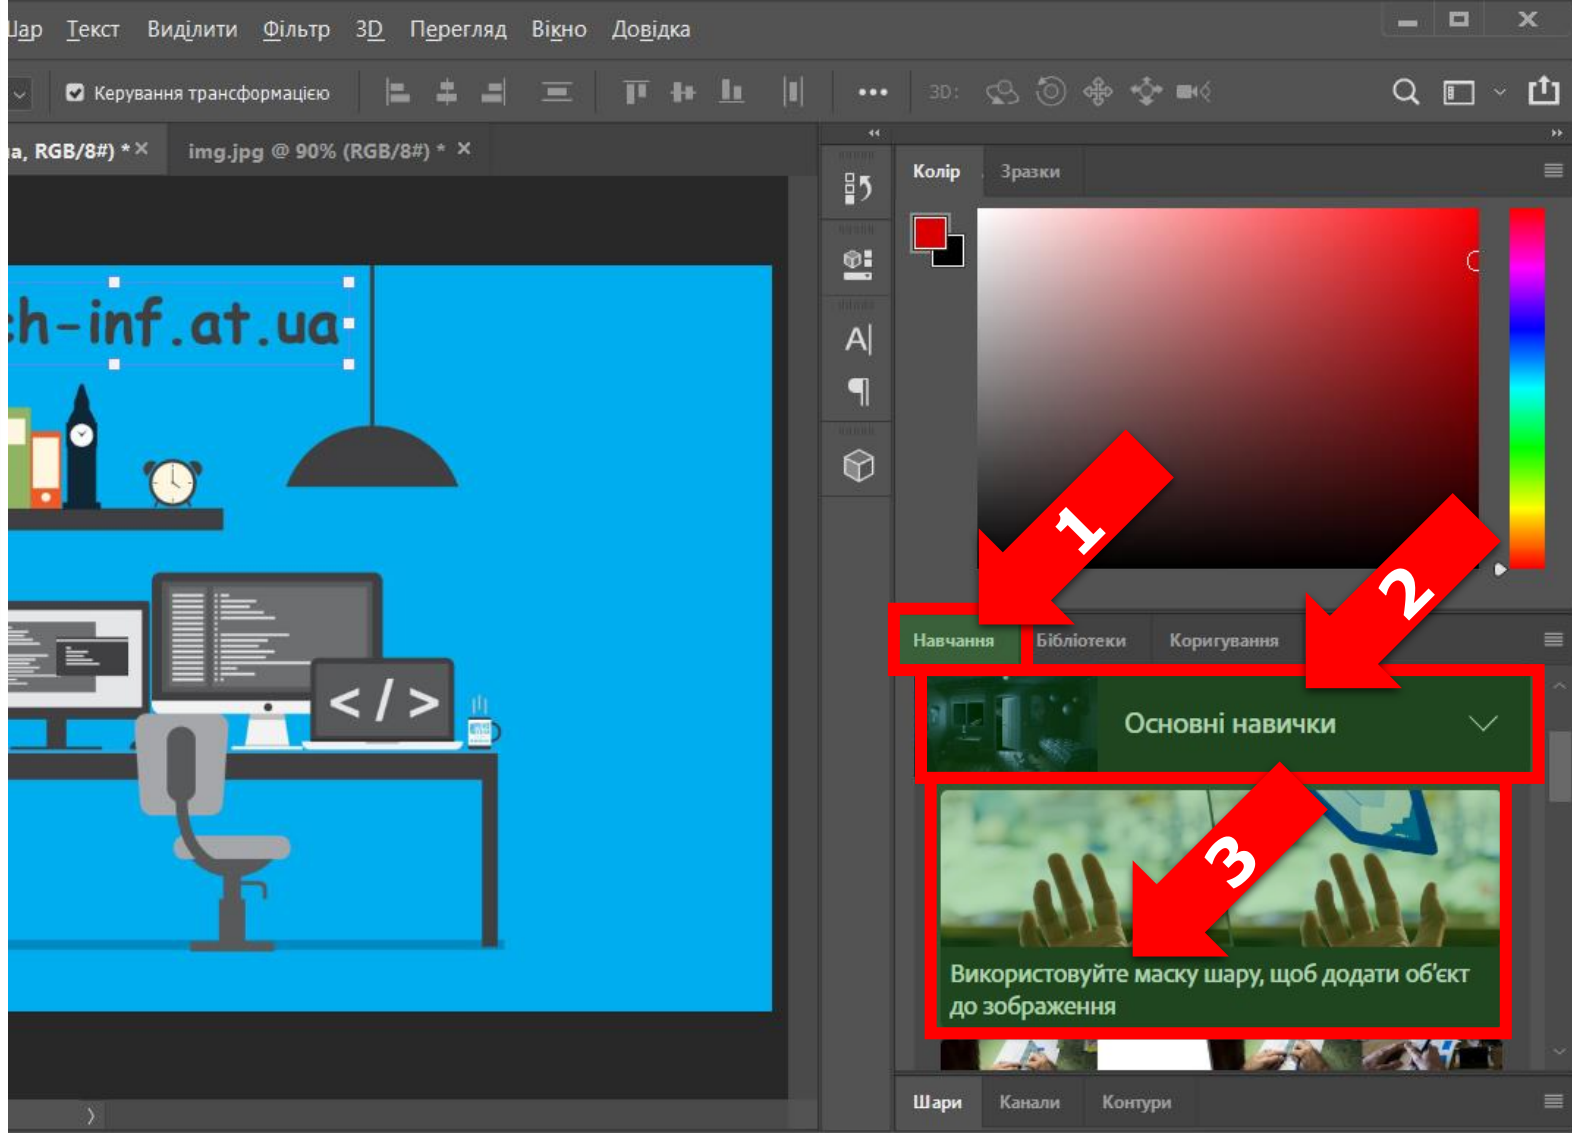 Шар Текст Виділити Фільтр 3D Перегляд Вікно Довідка
Керування трансформацією
3D:
RGB/8#) *
img.jpg @ 90% (RGB/8#) *
Колір Зразки
ch-inf.at.ua
A
</>
1
2
Навчання Бібліотеки Коригування
Основні навички
3
Використовуйте маску шару, щоб додати об'єкт
до зображення
Шари Канали Контури